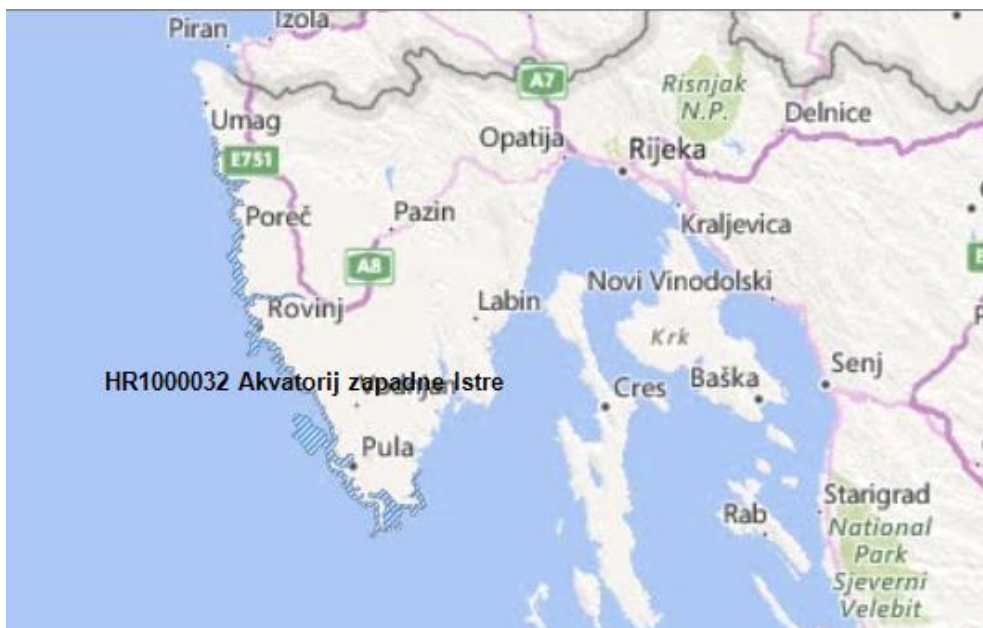 Piran
Izola
A7
Risnjak
N.P.
Delnice
Umag
Opatija
Rijeka
E751
Poreč
Pazin
Kraljevica
A8
Novi Vinodolski
Rovinj
Labin
Krk
HR1000032 Akvatorij zapadne Istre
Cres
Baška
Senj
Pula
Rab
Starigrad
National
Park
Sjeverni
Velebit